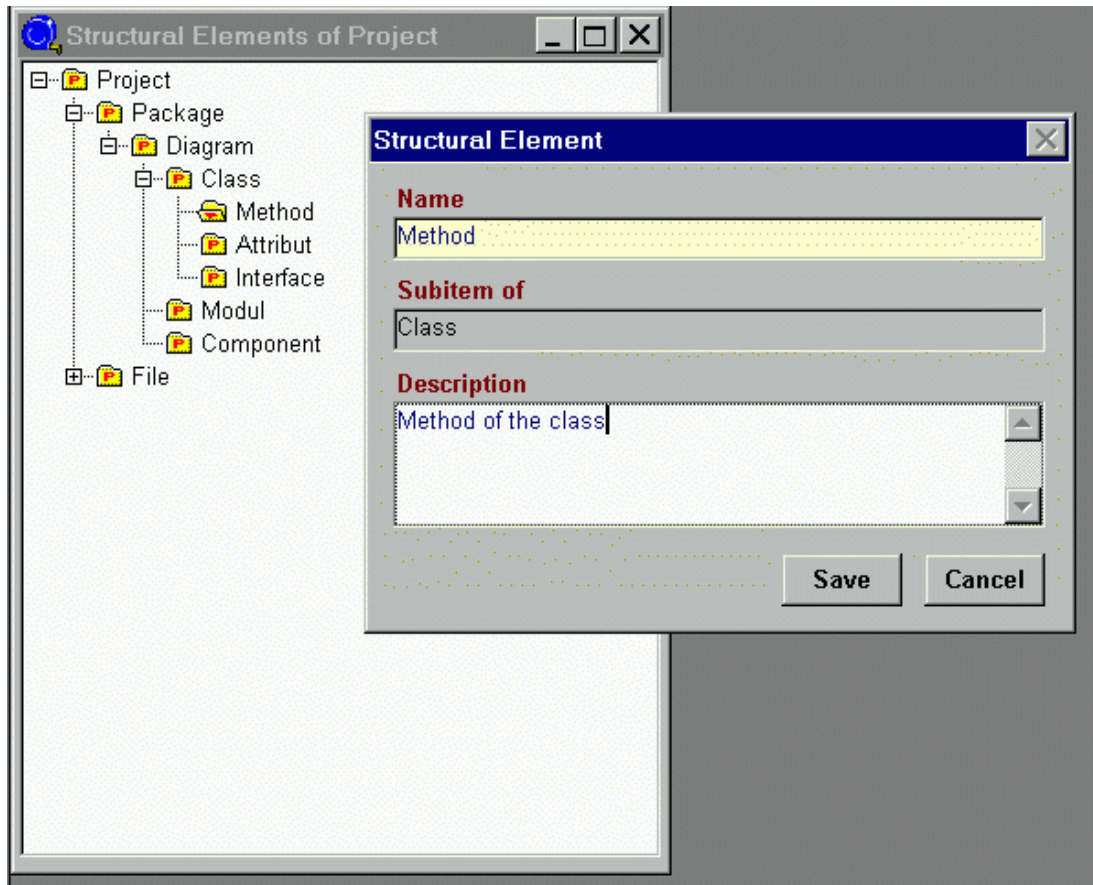 Structural Elements of Project
Project
Package
Diagram
Class
Method
Attribut
Interface
Modul
Component
File
Structural Element
Name
Method
Subitem of
Class
Description
Method of the class
Save Cancel